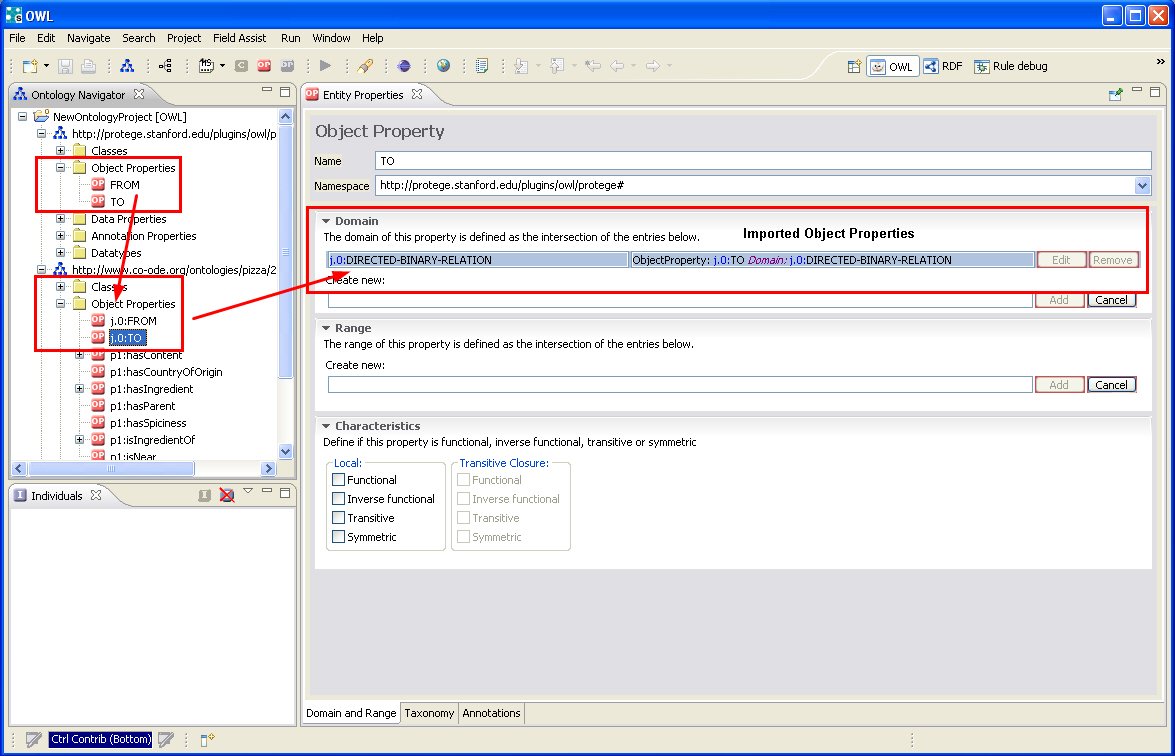 OWL
File Edit Navigate Search Project Field Assist Run Window Help
OWL RDF Rule debug
Ontology Navigator
NewOntologyProject [OWL]
http://protege.stanford.edu/plugins/owl/p
Classes
Object Properties
FROM
TO
Data Properties
Annotation Properties
Datatypes
http://www.co-ode.org/ontologies/pizza/2
Classes
Object Properties
j.0:FROM
j.0:TO
p1:hasContent
p1:hasCountryOfOrigin
p1:hasIngredient
p1:hasParent
p1:hasSpiciness
p1:isIngredientOf
p1:isNear
Individuals
Entity Properties
Object Property
Name TO
Namespace http://protege.stanford.edu/plugins/owl/protege#
Domain
The domain of this property is defined as the intersection of the entries below.
Imported Object Properties
j.0:DIRECTED-BINARY-RELATION ObjectProperty: j.0:TO Domain: j.0:DIRECTED-BINARY-RELATION Edit Remove
Create new:
Add Cancel
Range
The range of this property is defined as the intersection of the entries below.
Create new:
Add Cancel
Characteristics
Define if this property is functional, inverse functional, transitive or symmetric
Local: Transitive Closure:
Functional Functional
Inverse functional Inverse functional
Transitive Transitive
Symmetric Symmetric
Domain and Range Taxonomy Annotations
Ctrl Contrib (Bottom)